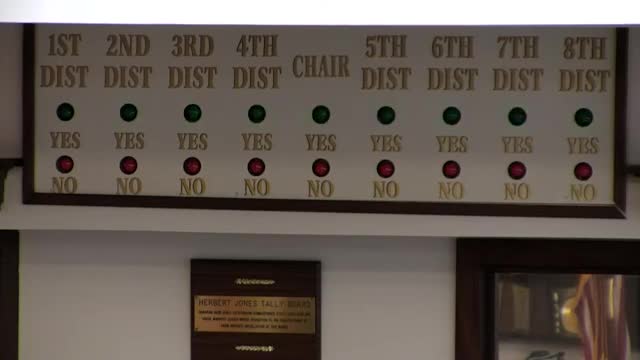 1ST 2ND 3RD 4TH CHAIR 5TH 6TH 7TH 8TH
DIST DIST DIST DIST DIST DIST DIST DIST
YES YES YES YES YES YES YES YES YES
NO NO NO NO NO NO NO NO NO
HERBERT JONES TALLY BOARD